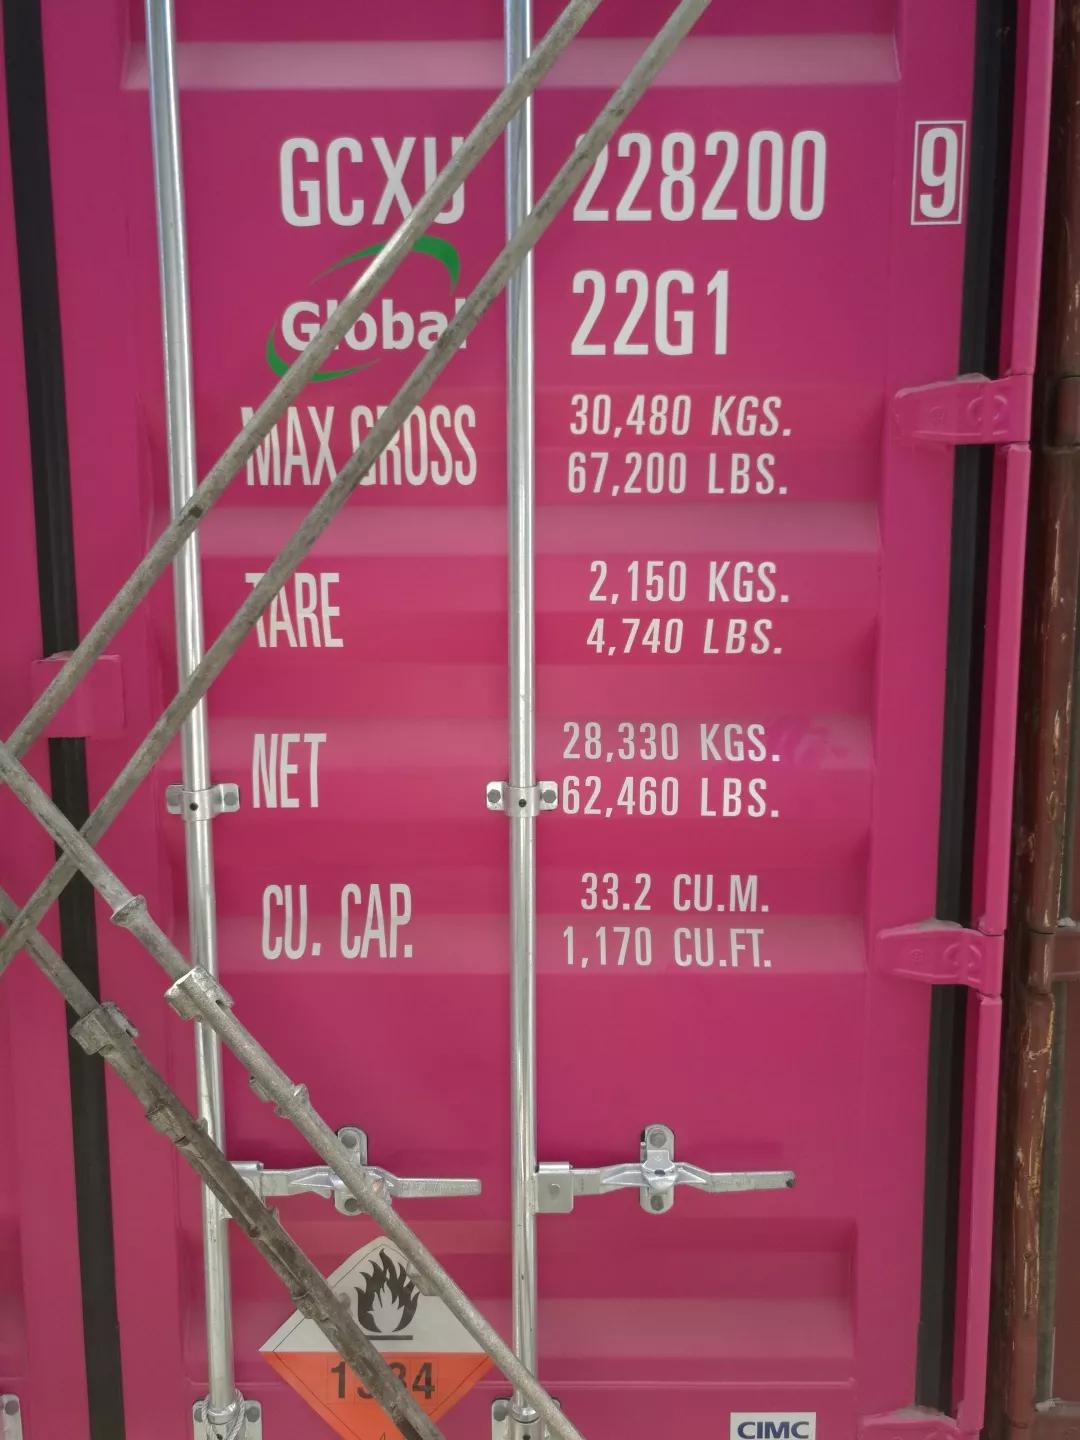 GCXU 228200 9
Global 22G1
MAX GROSS 30,480 KGS.
67,200 LBS.
TARE 2,150 KGS.
4,740 LBS.
NET 28,330 KGS.
62,460 LBS.
CU. CAP. 33.2 CU.M.
1,170 CU.FT.
1384
CIMC